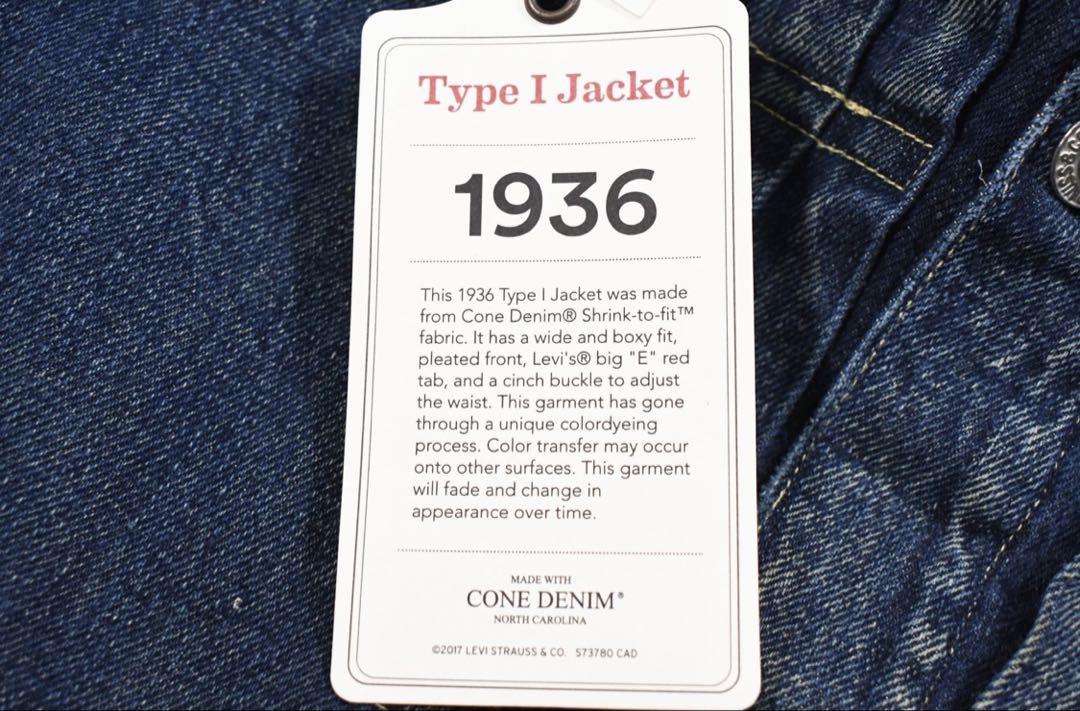 Type I Jacket
1936
This 1936 Type I Jacket was made
from Cone Denim® Shrink-to-fit™
fabric. It has a wide and boxy fit,
pleated front, Levi's® big "E" red
tab, and a cinch buckle to adjust
the waist. This garment has gone
through a unique colordyeing
process. Color transfer may occur
onto other surfaces. This garment
will fade and change in
appearance over time.
MADE WITH
CONE DENIM®
NORTH CAROLINA
©2017 LEVI STRAUSS & CO. S73780 CAD